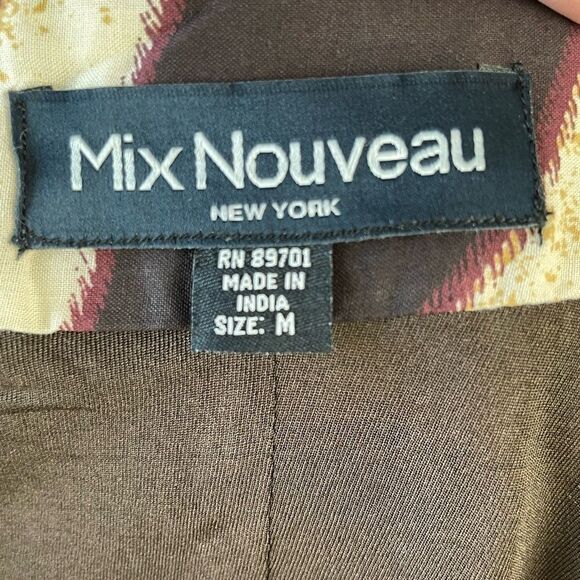 Mix Nouveau
NEW YORK
RN 89701
MADE IN
INDIA
SIZE: M